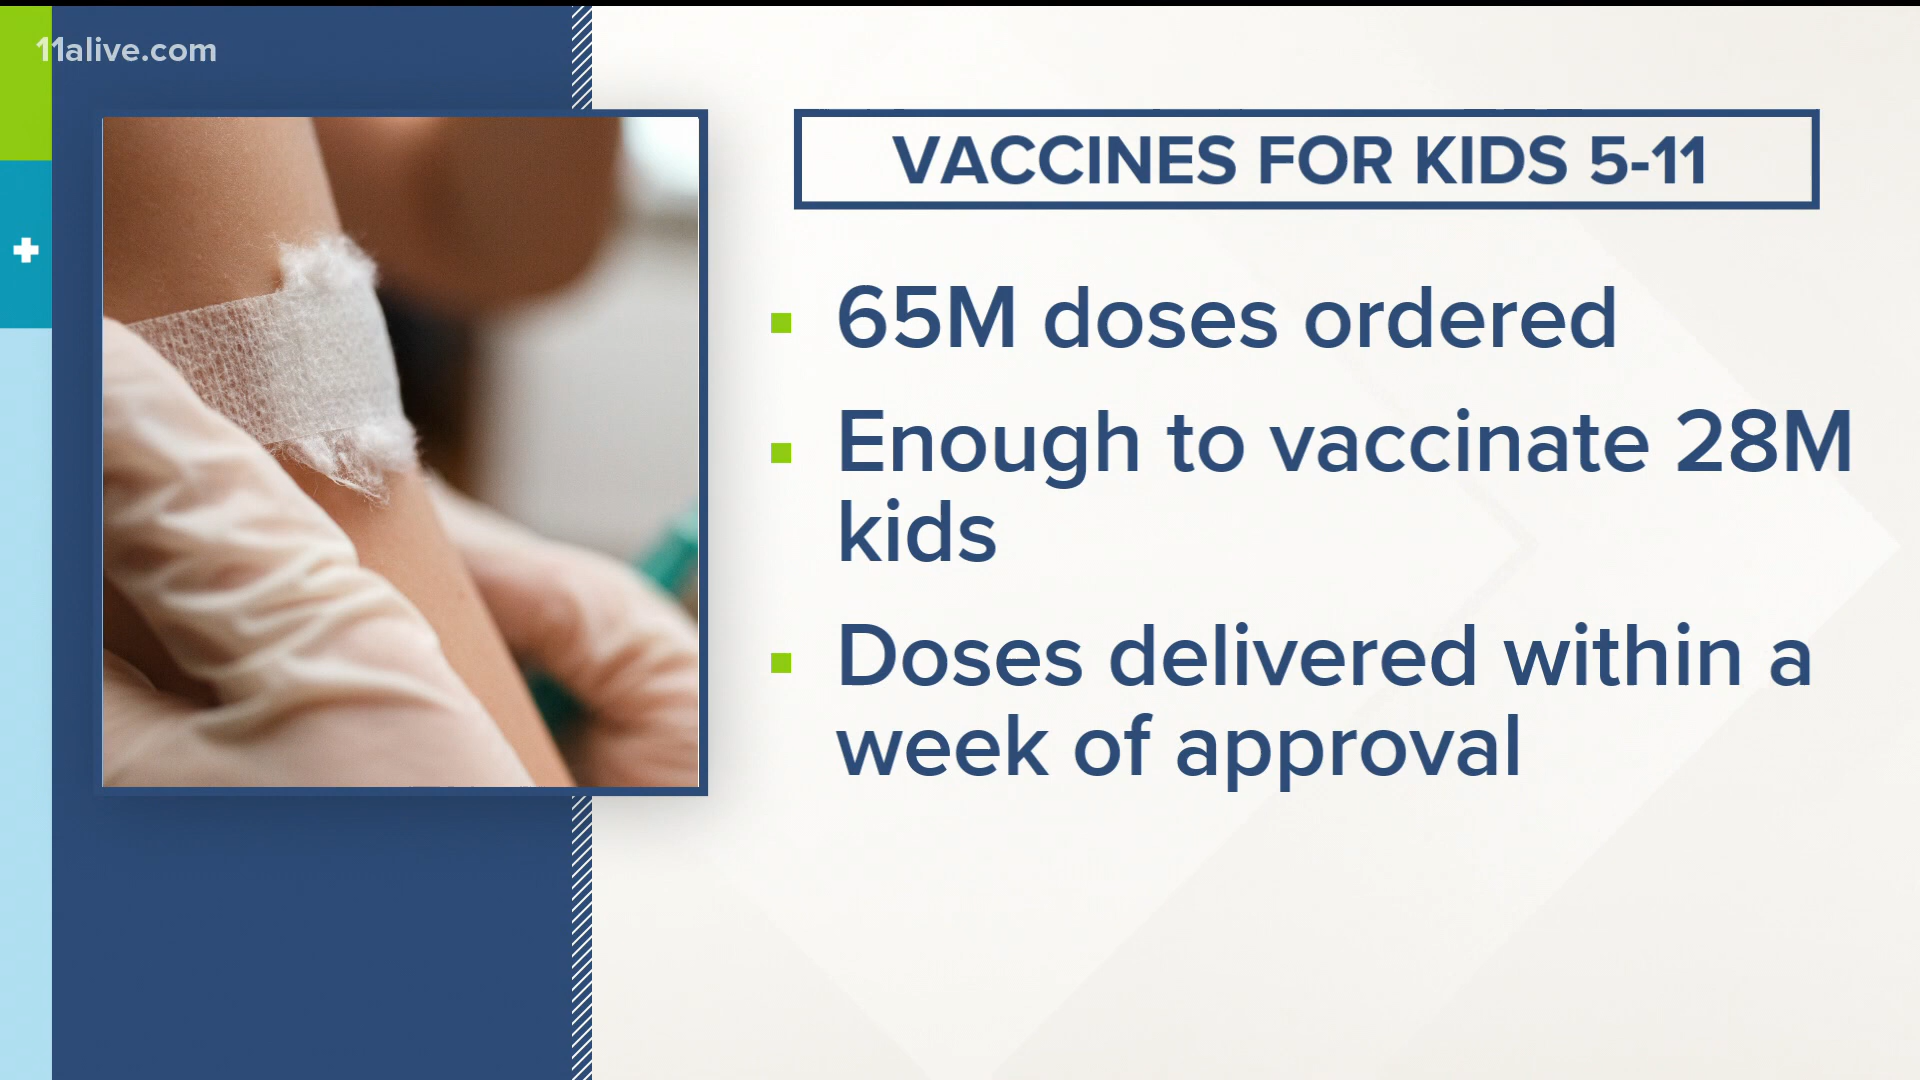 11alive.com
VACCINES FOR KIDS 5-11
65M doses ordered
Enough to vaccinate 28M
kids
Doses delivered within a
week of approval